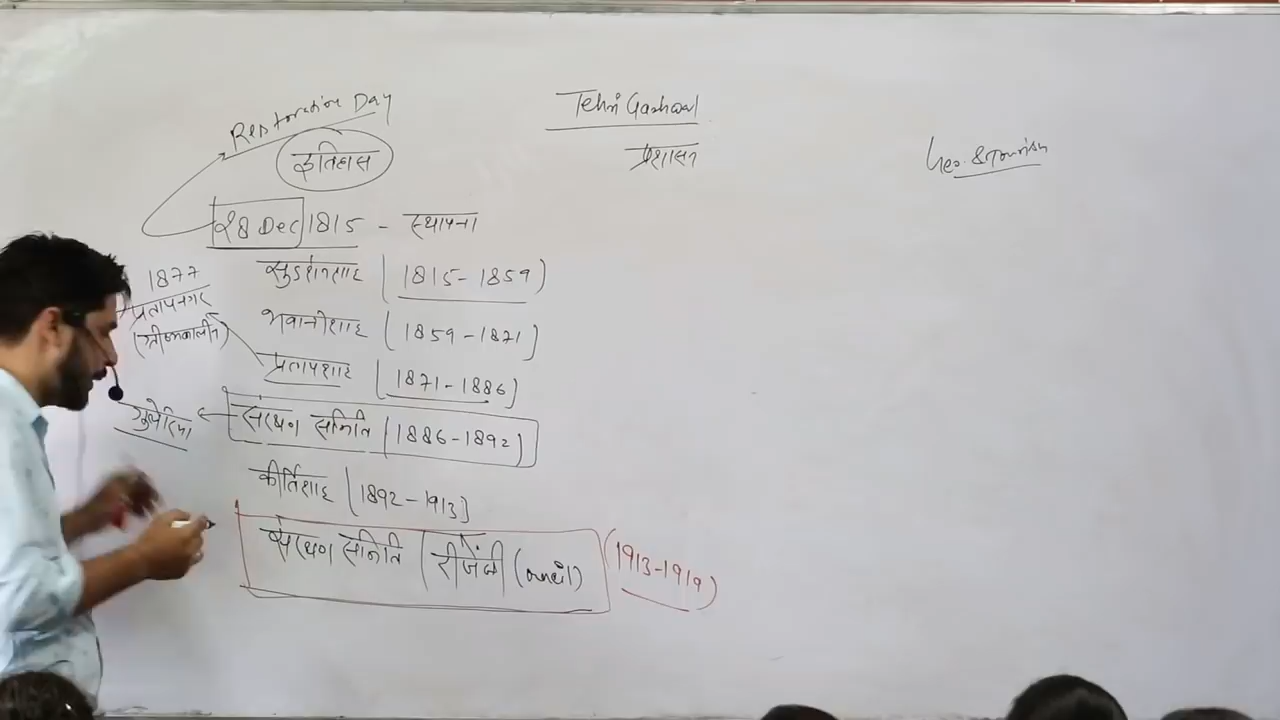 Tehri Garhwal
Restoration Day
इतिहास
प्रशासन
Geo. & Tourism
28 Dec 1815 - स्थापना
सुदर्शनशाह (1815-1859)
1877
प्रतापनगर
(ग्रीष्मकालीन)
भवानीशाह (1859-1871)
प्रतापशाह (1871-1886)
संरक्षण समिति (1886-1892)
गुलेरिया
कीर्तिशाह (1892-1913)
संरक्षण समिति (रीजेंसी Council) (1913-1919)